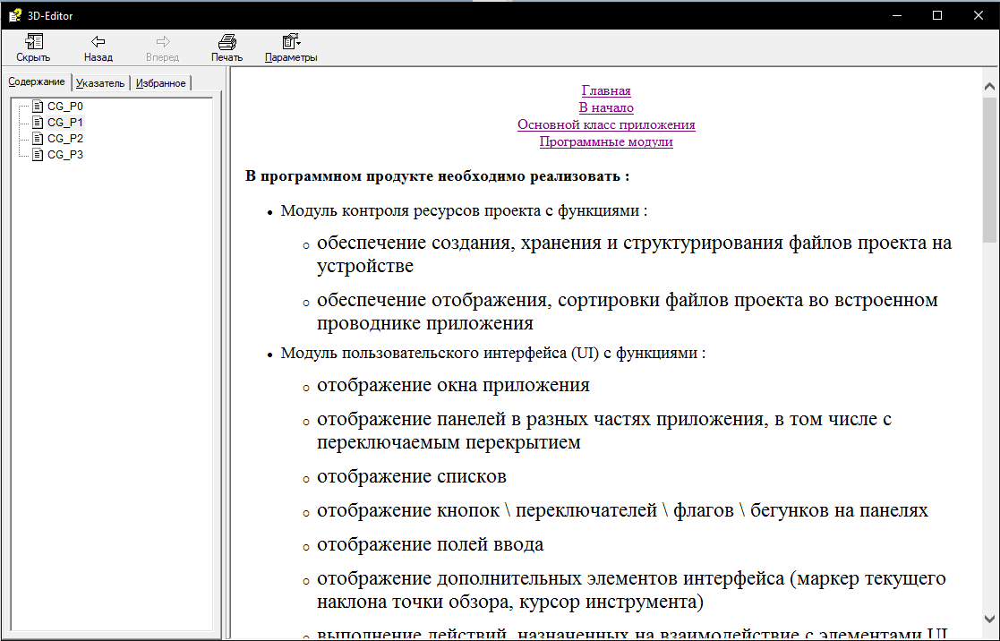 3D-Editor
Скрыть
Назад
Вперед
Печать
Параметры
Содержание
Указатель
Избранное
CG_P0
CG_P1
CG_P2
CG_P3
Главная
В начало
Основной класс приложения
Программные модули
В программном продукте необходимо реализовать :
Модуль контроля ресурсов проекта с функциями :
обеспечение создания, хранения и структурирования файлов проекта на
устройстве
обеспечение отображения, сортировки файлов проекта во встроенном
проводнике приложения
Модуль пользовательского интерфейса (UI) с функциями :
отображение окна приложения
отображение панелей в разных частях приложения, в том числе с
переключаемым перекрытием
отображение списков
отображение кнопок \ переключателей \ флагов \ бегунков на панелях
отображение полей ввода
отображение дополнительных элементов интерфейса (маркер текущего
наклона точки обзора, курсор инструмента)
выполнение действий, назначенных на взаимодействие с элементами UI